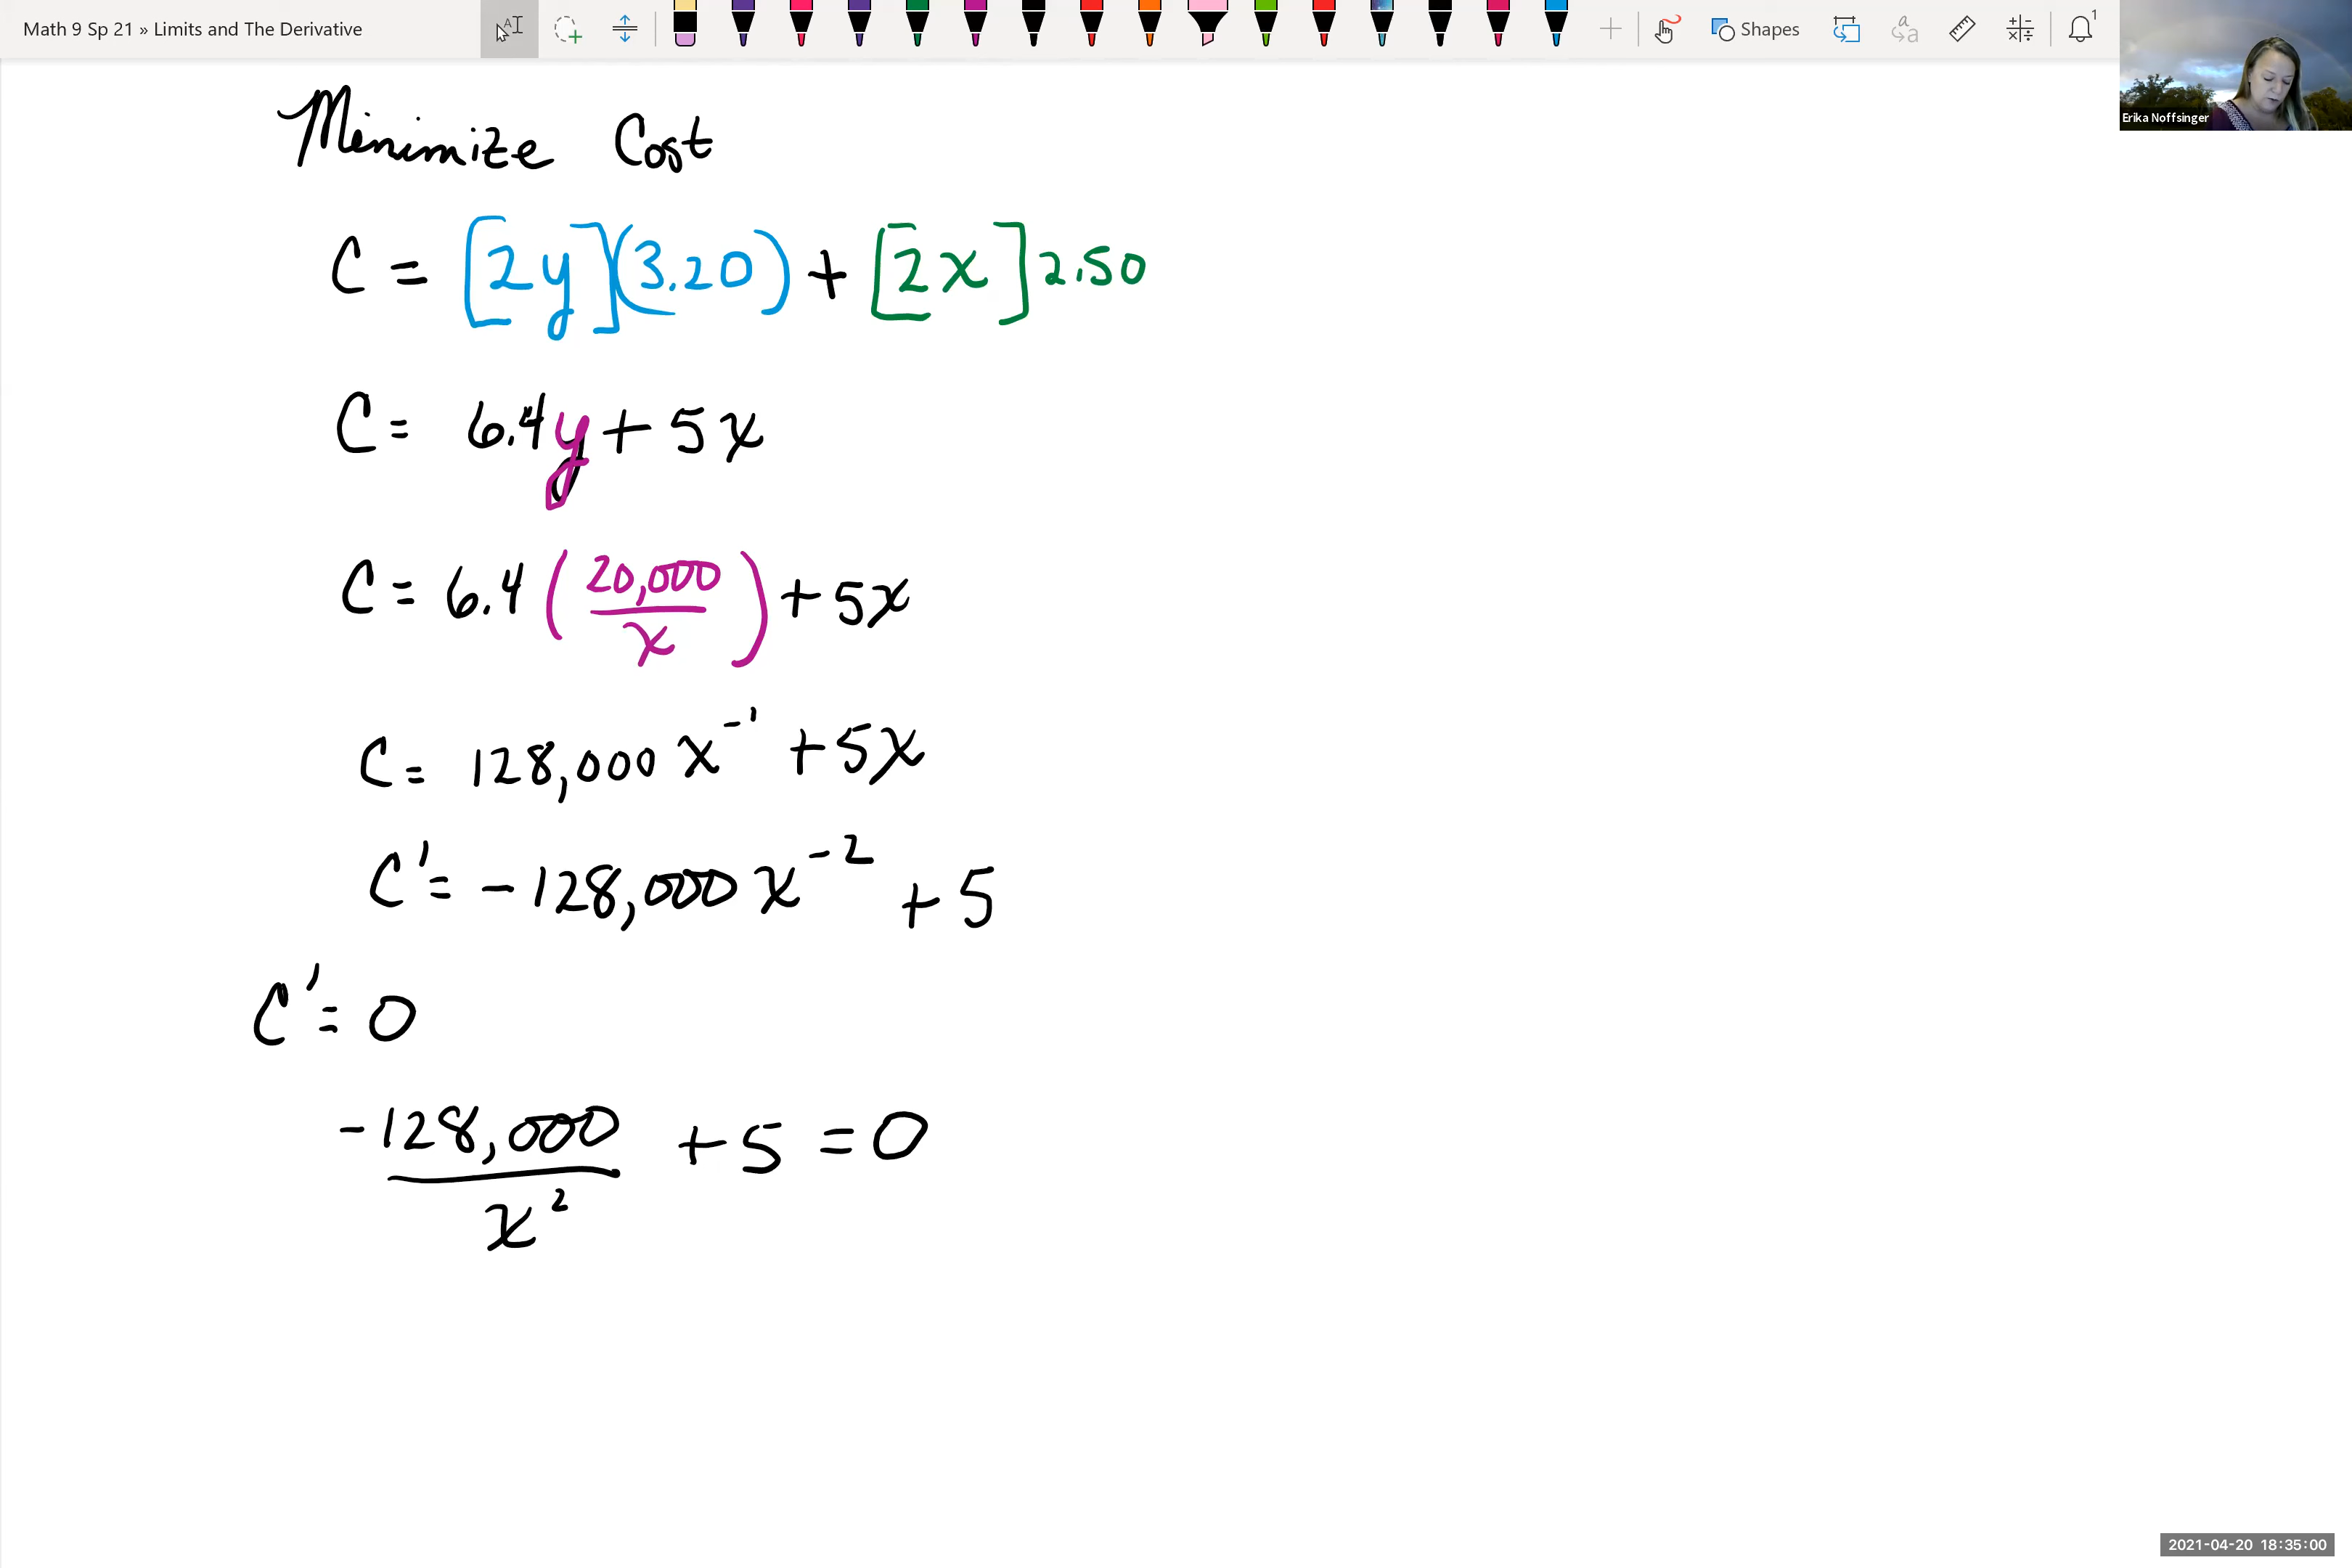 Math 9 Sp 21 » Limits and The Derivative
Shapes
1
Erika Noffsinger
Minimize Cost
C = [2y](3.20) + [2x]2.50
C = 6.4y + 5x
C = 6.4(20,000/x) + 5x
C = 128,000x⁻¹ + 5x
C' = -128,000x⁻² + 5
C' = 0
-128,000/x² + 5 = 0
2021-04-20 18:35:00